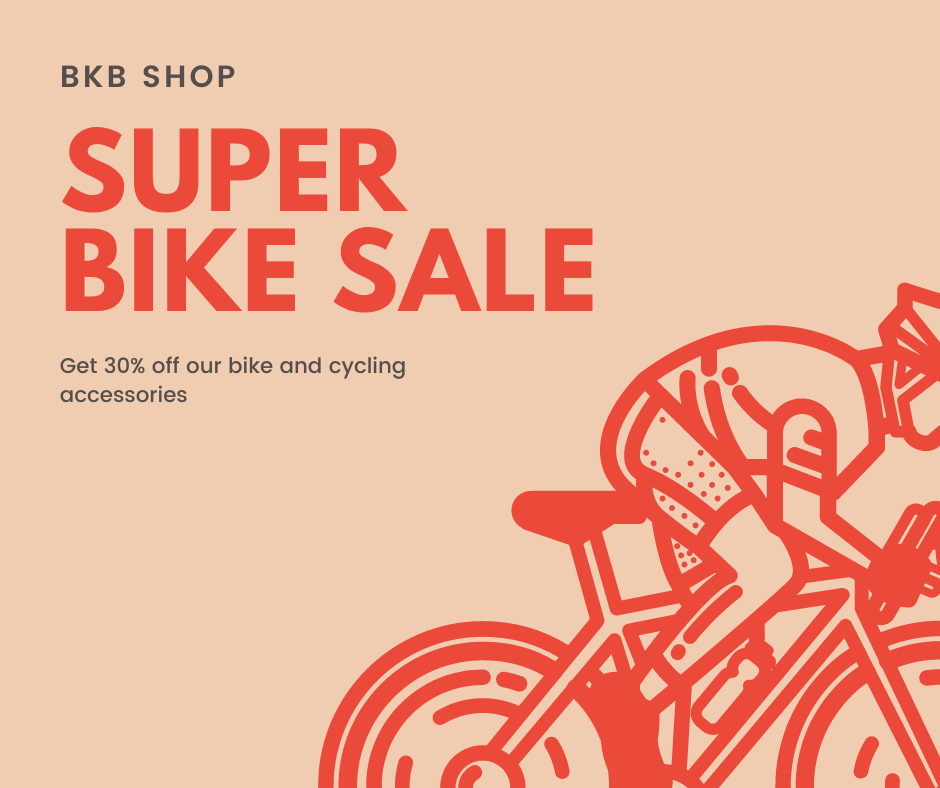 BKB SHOP
SUPER
BIKE SALE
Get 30% off our bike and cycling
accessories